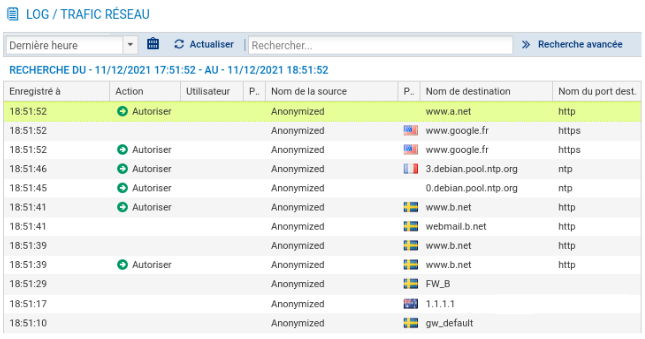 LOG / TRAFIC RÉSEAU
Dernière heure Actualiser Rechercher... Recherche avancée
RECHERCHE DU - 11/12/2021 17:51:52 - AU - 11/12/2021 18:51:52
Enregistré à Action Utilisateur P.. Nom de la source P.. Nom de destination Nom du port dest.
18:51:52 Autoriser Anonymized www.a.net http
18:51:52 Anonymized www.google.fr https
18:51:52 Autoriser Anonymized www.google.fr https
18:51:46 Autoriser Anonymized 3.debian.pool.ntp.org ntp
18:51:45 Autoriser Anonymized 0.debian.pool.ntp.org ntp
18:51:41 Autoriser Anonymized www.b.net http
18:51:41 Anonymized webmail.b.net http
18:51:39 Anonymized www.b.net http
18:51:39 Autoriser Anonymized www.b.net http
18:51:29 Anonymized FW_B
18:51:17 Anonymized 1.1.1.1
18:51:10 Anonymized gw_default